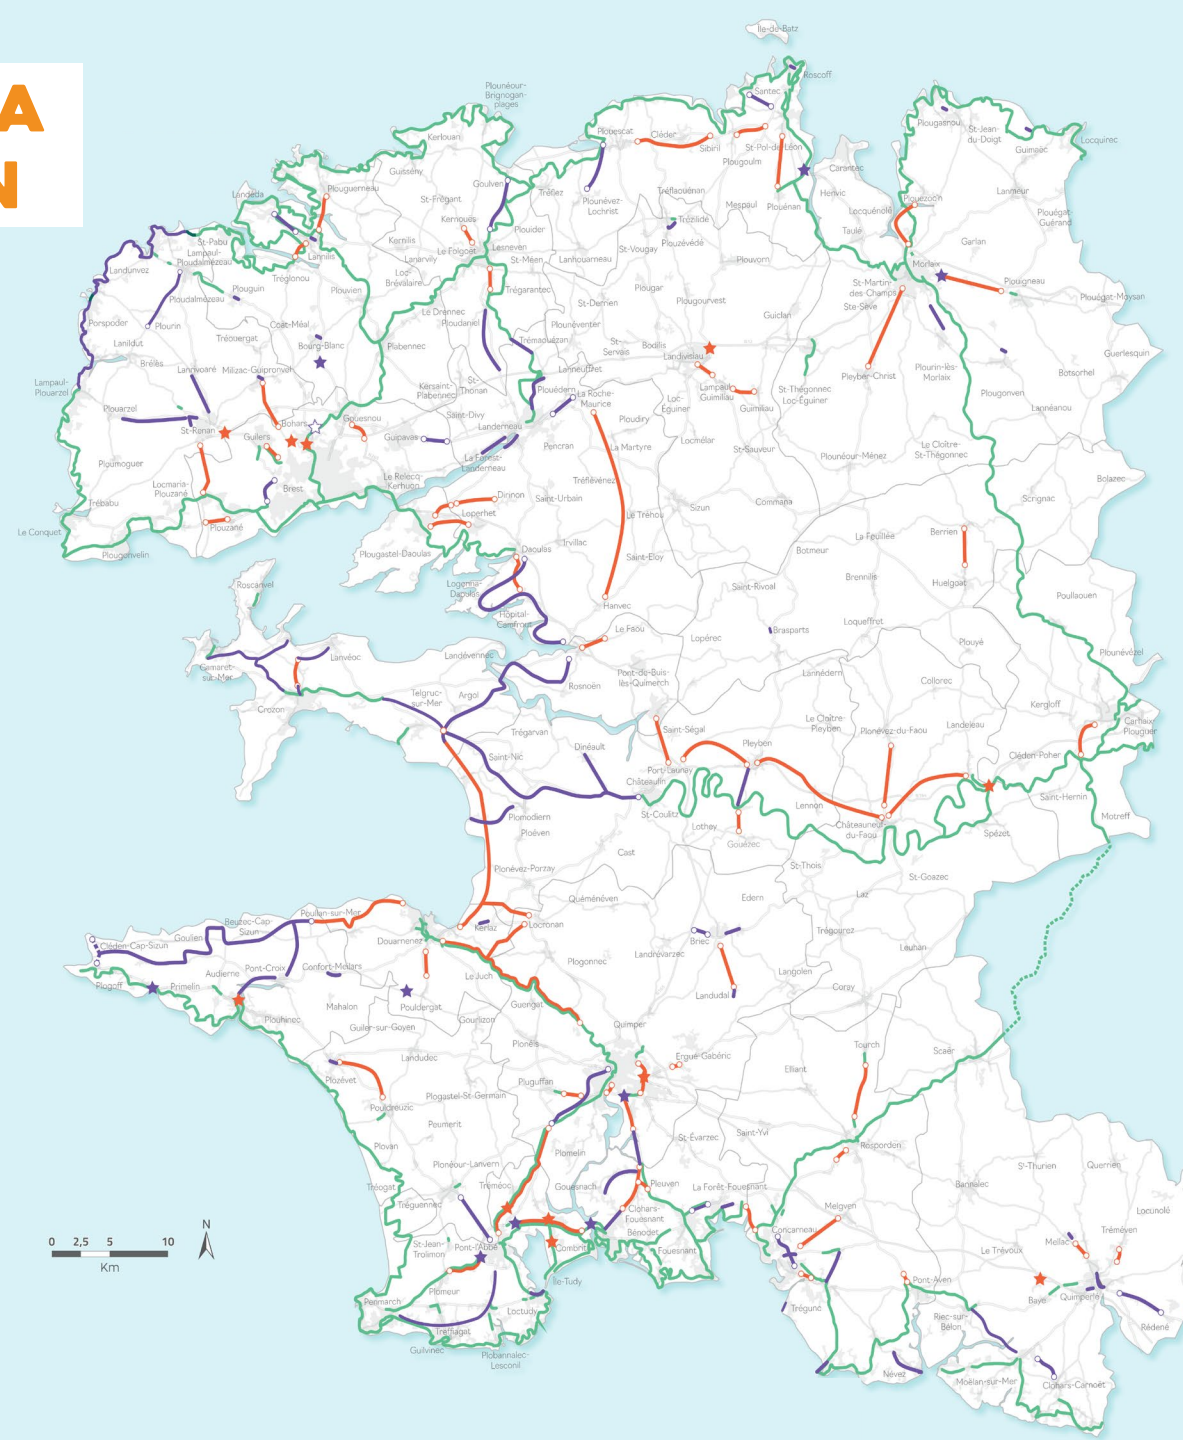 A
N
Île-de-Batz
Roscoff
Santec
Plounéour-
Brignogan-
plages
Plouescat
Cléder
Sibiril
St-Pol-de-Léon
Plougoulm
Carantec
Plougasnou
St-Jean-
du-Doigt
Guimaëc
Locquirec
Kerlouan
Guissény
Goulven
Tréflez
Plounévez-
Lochrist
Tréflaouénan
Mespaul
Plouénan
Henvic
Locquénolé
Taulé
Plouezoc'h
Lanmeur
Plouégat-
Guérand
Landéda
Plouguerneau
St-Frégant
Kernouës
Le Folgoët
Lesneven
Plouider
Trézilidé
Plouzévédé
St-Vougay
Plouvorn
Garlan
Morlaix
Plouigneau
Plouégat-Moysan
St-Pabu
Lampaul-
Ploudalmézeau
Landunvez
Lannilis
Kernilis
Lanarvily
Loc-
Brévalaire
Tréglonou
Plouvien
St-Méen
Lanhouarneau
Trégarantec
St-Derrien
Plougar
Plougourvest
Guiclan
St-Martin-
des-Champs
Ste-Sève
Plouguin
Ploudalmézeau
Porspoder
Plourin
Lanildut
Tréouergat
Coat-Méal
Bourg-Blanc
Plabennec
Le Drennec
Ploudaniel
Trémaouézan
Plounéventer
St-
Servais
Bodilis
Landivisiau
Lanneuffret
Guerlesquin
Botsorhel
Plourin-lès-
Morlaix
Pleyber-Christ
Lampaul-
Plouarzel
Brélès
Lanrivoaré
Milizac-Guipronvel
Kersaint-
Plabennec
St-
Thonan
Plouédern
La Roche-
Maurice
Loc-
Eguiner
Lampaul
Guimiliau
Guimiliau
St-Thégonnec
Loc-Eguiner
Plougonven
Lannéanou
Plouarzel
St-Renan
Bohars
Guilers
Gouesnou
Guipavas
Saint-Divy
Landerneau
Pencran
Ploudiry
La Martyre
Locmélar
St-Sauveur
Plounéour-Ménez
Le Cloître-
St-Thégonnec
Ploumoguer
La Forest-
Landerneau
Le Relecq
Kerhuon
Tréflévénez
Bolazec
Locmaria-
Plouzané
Brest
Trébabu
Le Conquet
Plouzané
Plougonvelin
Dirinon
Loperhet
Saint-Urbain
Le Tréhou
Sizun
Commana
Scrignac
Berrien
La Feuillée
Plougastel-Daoulas
Daoulas
Irvillac
Saint-Eloy
Botmeur
Huelgoat
Poullaouen
Roscanvel
Logonna-
Daoulas
Hôpital-
Camfrout
Hanvec
Saint-Rivoal
Brennilis
Loqueffret
Le Faou
Lopérec
Brasparts
Plouyé
Plounévézel
Camaret-
sur-Mer
Lanvéoc
Landévennec
Crozon
Telgruc-
sur-Mer
Argol
Rosnoën
Pont-de-Buis-
lès-Quimerch
Lannédern
Collorec
Kergloff
Carhaix-
Plouguer
Le Cloître-
Pleyben
Plonévez-du-Faou
Landeleau
Cléden-Poher
Trégarvan
Saint-Nic
Dinéault
Saint-Ségal
Pleyben
Port-Launay
Châteaulin
St-Coulitz
Lothey
Gouézec
Lennon
Châteauneuf-
du-Faou
Spézet
Saint-Hernin
Motreff
Plomodiern
Ploéven
Cast
St-Thois
St-Goazec
Laz
Plonévez-Porzay
Quéménéven
Edern
Trégourez
Leuhan
Poullan-sur-Mer
Beuzec-Cap-
Sizun
Goulien
Cléden-Cap-Sizun
Douarnenez
Kerlaz
Locronan
Briec
Landrévarzec
Plogonnec
Langolen
Coray
Plogoff
Primelin
Audierne
Pont-Croix
Confort-Meilars
Mahalon
Pouldergat
Le Juch
Guengat
Landudal
Plouhinec
Guiler-sur-Goyen
Gourlizon
Quimper
Plonéis
Ergué-Gabéric
Elliant
Tourch
Scaër
Landudec
Plozévet
Pouldreuzic
Plogastel-St-Germain
Pluguffan
Peumerit
Plovan
Plonéour-Lanvern
Plomelin
St-Évarzec
Saint-Yvi
Rosporden
St-Thurien
Querrien
Bannalec
Tréogat
Tréguennec
Tréméoc
Gouesnach
Pleuven
La Forêt-Fouesnant
Clohars-
Fouesnant
Bénodet
Fouesnant
Concarneau
Melgven
Locunolé
Tréméven
Mellac
Le Trévoux
Baye
Quimperlé
Rédené
St-Jean-
Trolimon
Pont-l'Abbé
Combrit
Île-Tudy
Plomeur
Loctudy
Penmarch
Treffiagat
Guilvinec
Plobannalec-
Lesconil
Trégunc
Pont-Aven
Riec-sur-
Bélon
Névez
Moëlan-sur-Mer
Clohars-Carnoët
N
0 2,5 5 10
Km